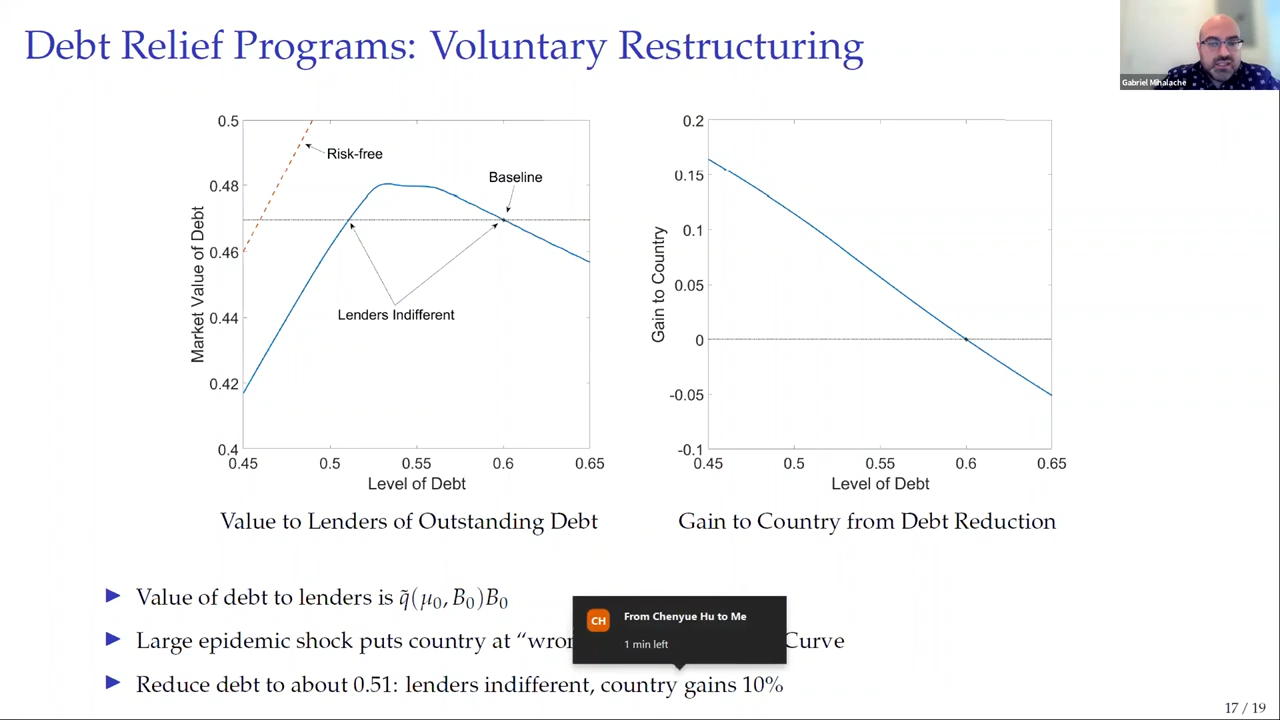 Debt Relief Programs: Voluntary Restructuring
Gabriel Mihalache
0.5
0.48
0.46
0.44
0.42
0.4
Market Value of Debt
Risk-free
Baseline
Lenders Indifferent
0.45 0.5 0.55 0.6 0.65
Level of Debt
Value to Lenders of Outstanding Debt
0.2
0.15
0.1
0.05
0
-0.05
-0.1
Gain to Country
0.45 0.5 0.55 0.6 0.65
Level of Debt
Gain to Country from Debt Reduction
Value of debt to lenders is q̃(μ0, B0)B0
Large epidemic shock puts country at “wron Curve
Reduce debt to about 0.51: lenders indifferent, country gains 10%
CH
From Chenyue Hu to Me
1 min left
17 / 19